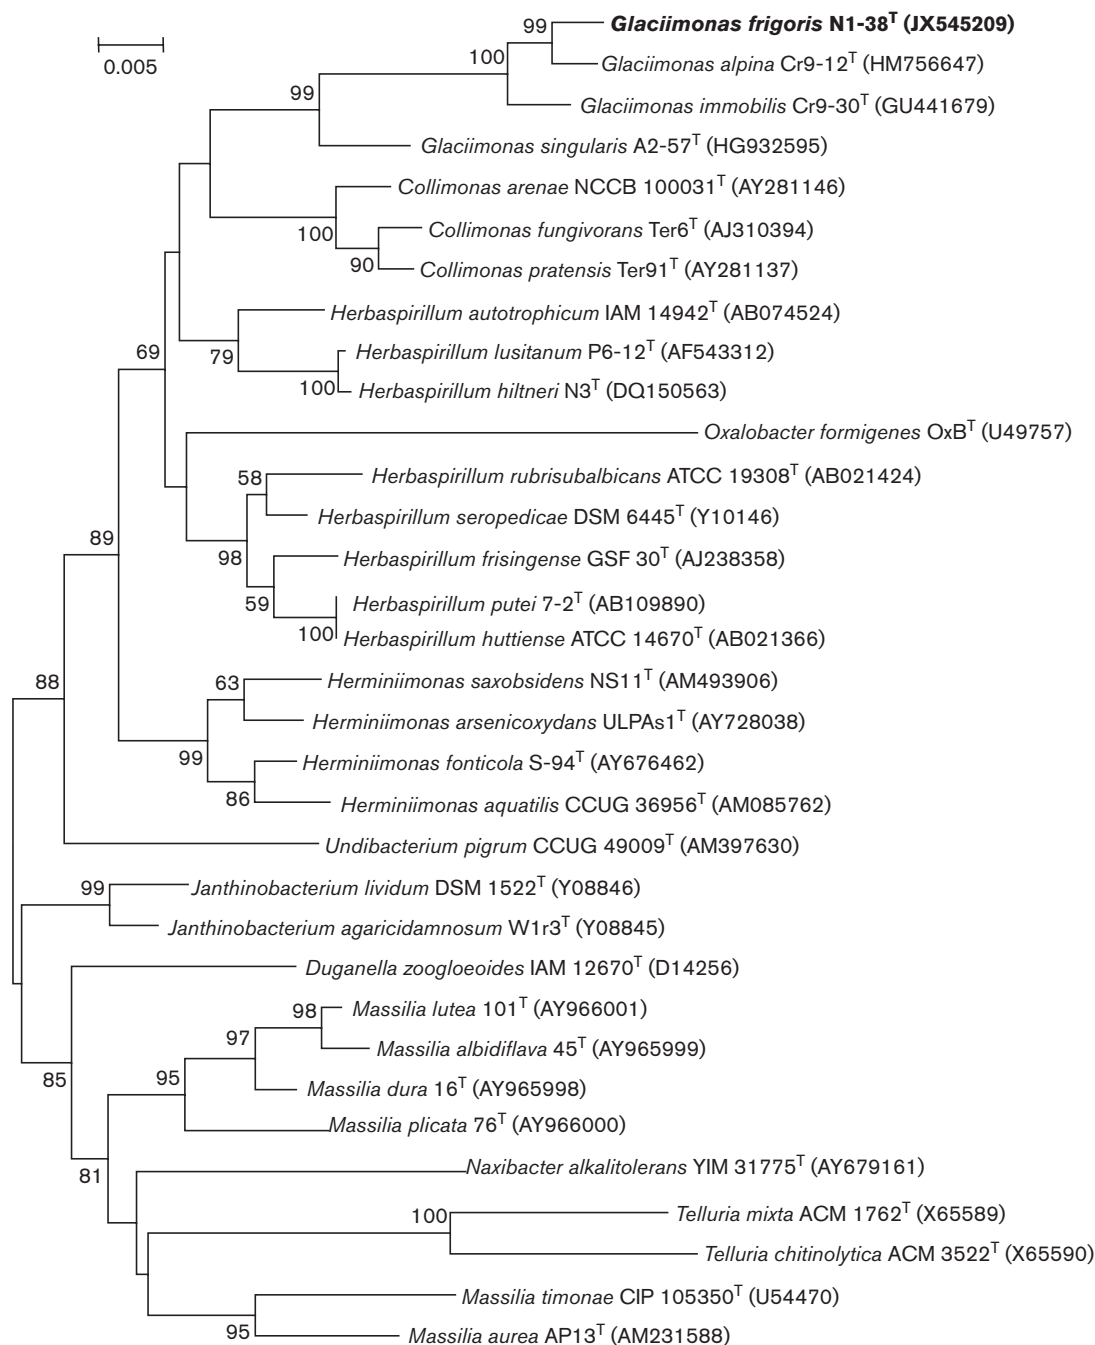 99
Glaciimonas frigoris N1-38ᵀ (JX545209)
0.005
100
Glaciimonas alpina Cr9-12ᵀ (HM756647)
99
Glaciimonas immobilis Cr9-30ᵀ (GU441679)
Glaciimonas singularis A2-57ᵀ (HG932595)
Collimonas arenae NCCB 100031ᵀ (AY281146)
100
Collimonas fungivorans Ter6ᵀ (AJ310394)
90
Collimonas pratensis Ter91ᵀ (AY281137)
Herbaspirillum autotrophicum IAM 14942ᵀ (AB074524)
69
79
Herbaspirillum lusitanum P6-12ᵀ (AF543312)
100
Herbaspirillum hiltneri N3ᵀ (DQ150563)
Oxalobacter formigenes OxBᵀ (U49757)
58
Herbaspirillum rubrisubalbicans ATCC 19308ᵀ (AB021424)
Herbaspirillum seropedicae DSM 6445ᵀ (Y10146)
89
98
Herbaspirillum frisingense GSF 30ᵀ (AJ238358)
59
Herbaspirillum putei 7-2ᵀ (AB109890)
100
Herbaspirillum huttiense ATCC 14670ᵀ (AB021366)
88
63
Herminiimonas saxobsidens NS11ᵀ (AM493906)
Herminiimonas arsenicoxydans ULPAs1ᵀ (AY728038)
99
Herminiimonas fonticola S-94ᵀ (AY676462)
86
Herminiimonas aquatilis CCUG 36956ᵀ (AM085762)
Undibacterium pigrum CCUG 49009ᵀ (AM397630)
99
Janthinobacterium lividum DSM 1522ᵀ (Y08846)
Janthinobacterium agaricidamnosum W1r3ᵀ (Y08845)
Duganella zoogloeoides IAM 12670ᵀ (D14256)
98
Massilia lutea 101ᵀ (AY966001)
97
Massilia albidiflava 45ᵀ (AY965999)
85
95
Massilia dura 16ᵀ (AY965998)
Massilia plicata 76ᵀ (AY966000)
81
Naxibacter alkalitolerans YIM 31775ᵀ (AY679161)
100
Telluria mixta ACM 1762ᵀ (X65589)
Telluria chitinolytica ACM 3522ᵀ (X65590)
Massilia timonae CIP 105350ᵀ (U54470)
95
Massilia aurea AP13ᵀ (AM231588)